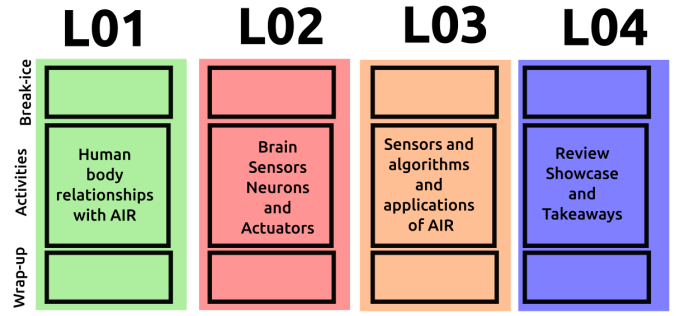 L01
L02
L03
L04
Break-ice
Activities
Wrap-up
Human
body
relationships
with AIR
Brain
Sensors
Neurons
and
Actuators
Sensors and
algorithms
and
applications
of AIR
Review
Showcase
and
Takeaways